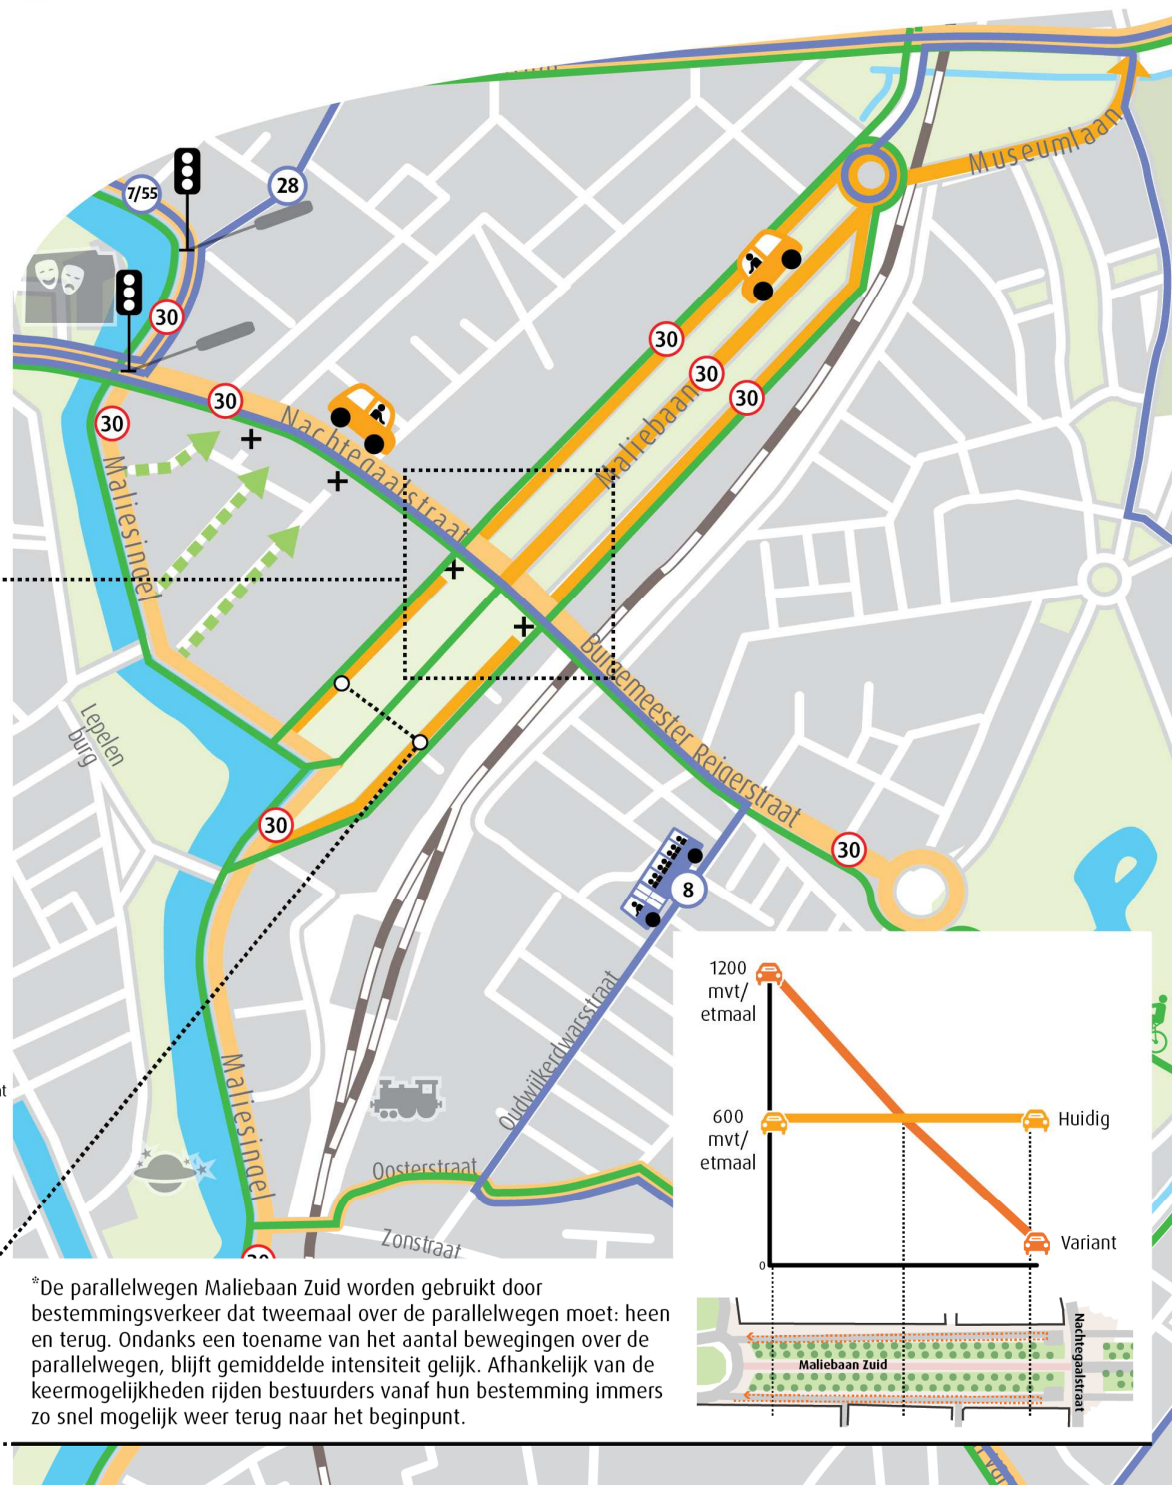 7/55
28
30
30
30
Nachtegaalstraat
Maliesingel
30
30
30
Maliebaan
Museumlaan
Lepelen
burg
30
Burgemeester Reigerstraat
30
8
Oudwijkerdwarsstraat
Maliesingel
Oosterstraat
Zonstraat
1200
mvt/
etmaal
600
mvt/
etmaal
Huidig
Variant
0
Maliebaan Zuid
Nachtegaalstraat
*De parallelwegen Maliebaan Zuid worden gebruikt door
bestemmingsverkeer dat tweemaal over de parallelwegen moet: heen
en terug. Ondanks een toename van het aantal bewegingen over de
parallelwegen, blijft gemiddelde intensiteit gelijk. Afhankelijk van de
keermogelijkheden rijden bestuurders vanaf hun bestemming immers
zo snel mogelijk weer terug naar het beginpunt.